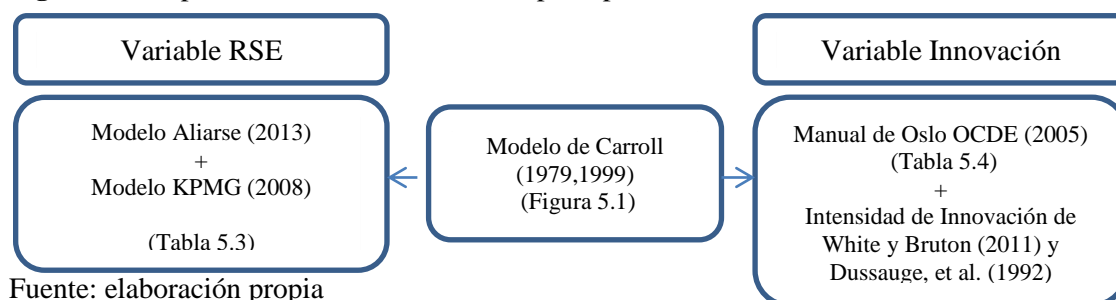 Variable RSE
Variable Innovación
Modelo Aliarse (2013)
+
Modelo KPMG (2008)
(Tabla 5.3)
Modelo de Carroll
(1979,1999)
(Figura 5.1)
Manual de Oslo OCDE (2005)
(Tabla 5.4)
+
Intensidad de Innovación de
White y Bruton (2011) y
Dussauge, et al. (1992)
Fuente: elaboración propia